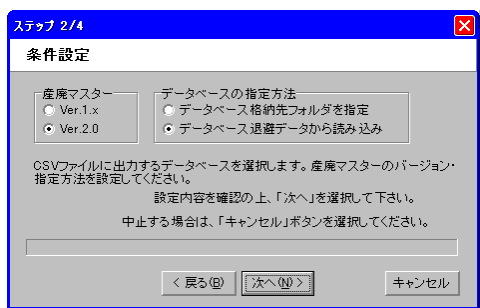 ステップ 2/4
条件設定
産廃マスター
Ver.1.x
Ver.2.0
データベースの指定方法
データベース格納先フォルダを指定
データベース退避データから読み込み
CSVファイルに出力するデータベースを選択します。産廃マスターのバージョン・
指定方法を設定してください。
設定内容を確認の上、「次へ」を選択して下さい。
中止する場合は、「キャンセル」ボタンを選択してください。
< 戻る(B)
次へ(N) >
キャンセル